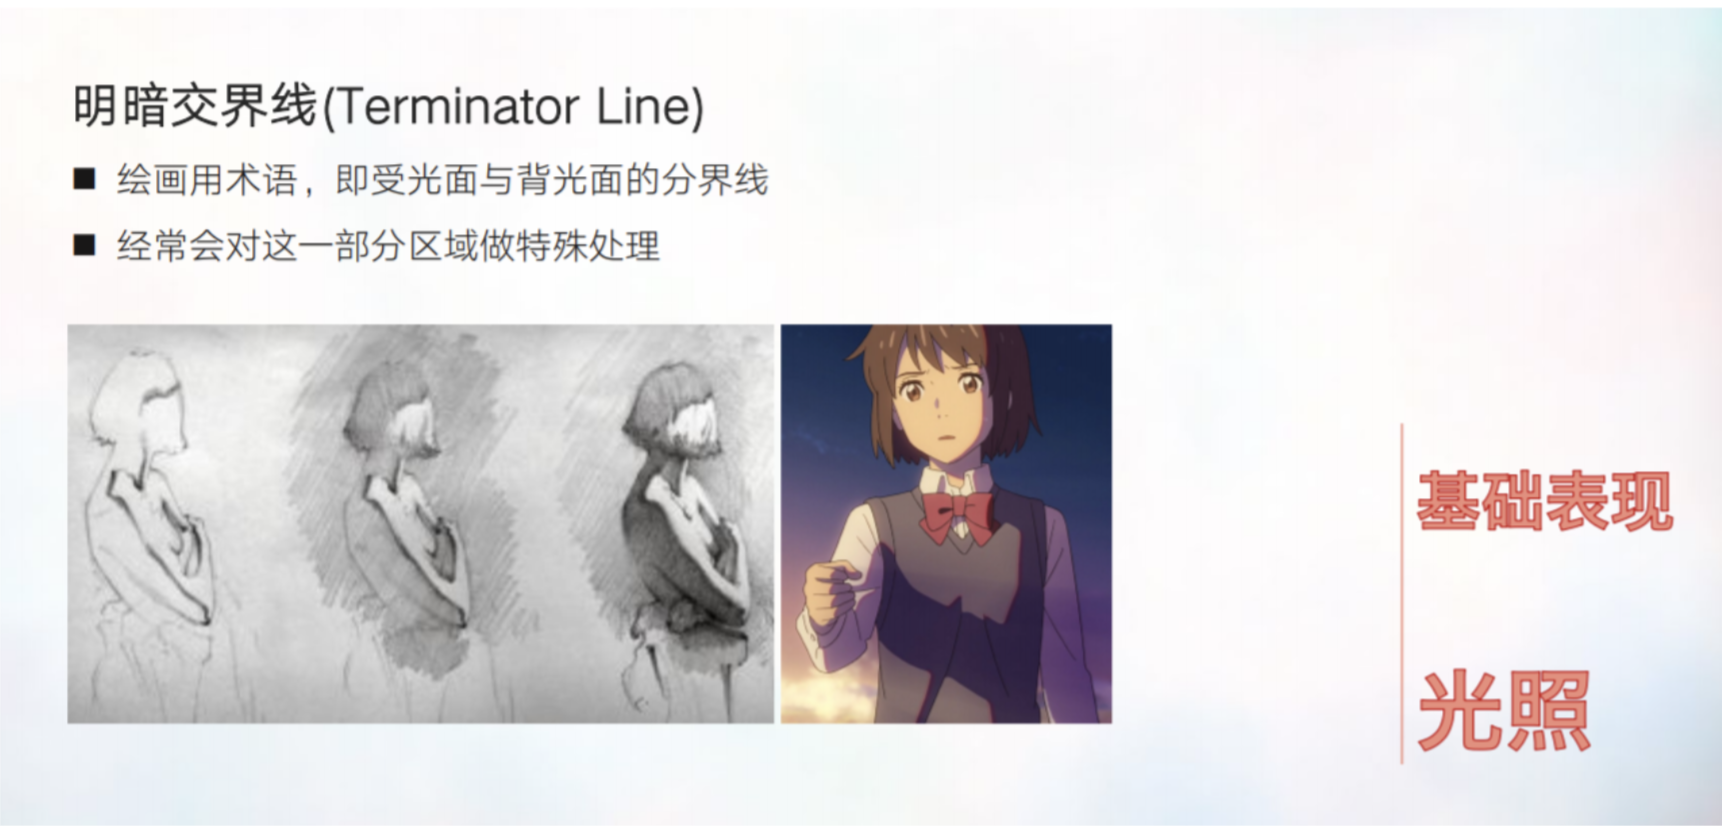 明暗交界线(Terminator Line)
■ 绘画用术语，即受光面与背光面的分界线
■ 经常会对这一部分区域做特殊处理
基础表现
光照